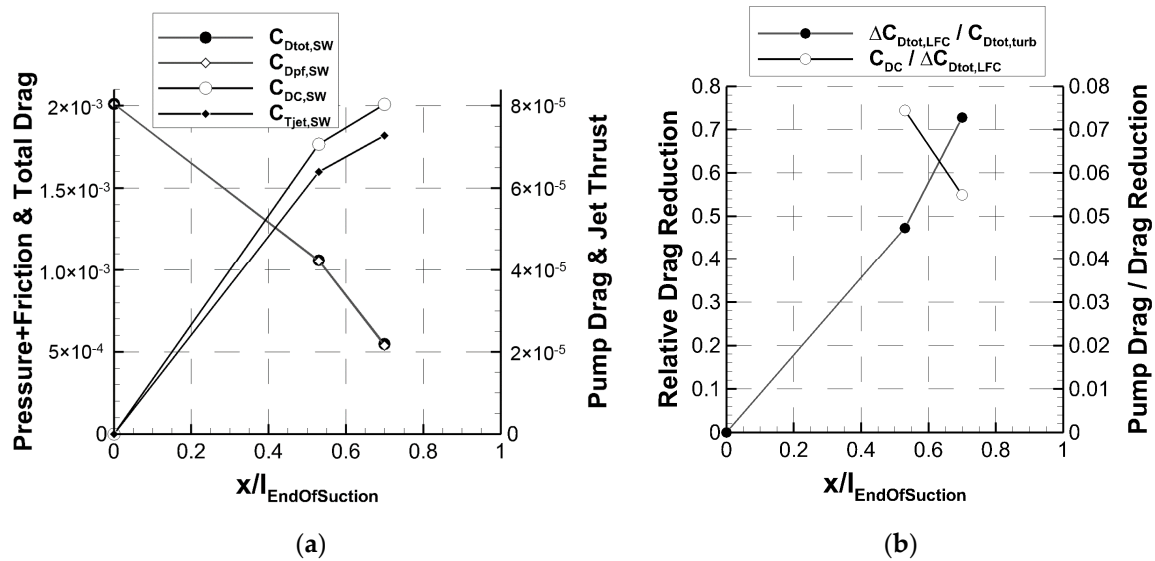 C_Dtot,SW
C_Dpf,SW
C_DC,SW
C_Tjet,SW
Pressure+Friction & Total Drag
2×10⁻³
1.5×10⁻³
1.0×10⁻³
5×10⁻⁴
0
8×10⁻⁵
6×10⁻⁵
4×10⁻⁵
2×10⁻⁵
0
Pump Drag & Jet Thrust
0 0.2 0.4 0.6 0.8 1
x/l_EndOfSuction
(a)
ΔC_Dtot,LFC / C_Dtot,turb
C_DC / ΔC_Dtot,LFC
Relative Drag Reduction
0.8
0.7
0.6
0.5
0.4
0.3
0.2
0.1
0
0.08
0.07
0.06
0.05
0.04
0.03
0.02
0.01
0
Pump Drag / Drag Reduction
0 0.2 0.4 0.6 0.8 1
x/l_EndOfSuction
(b)